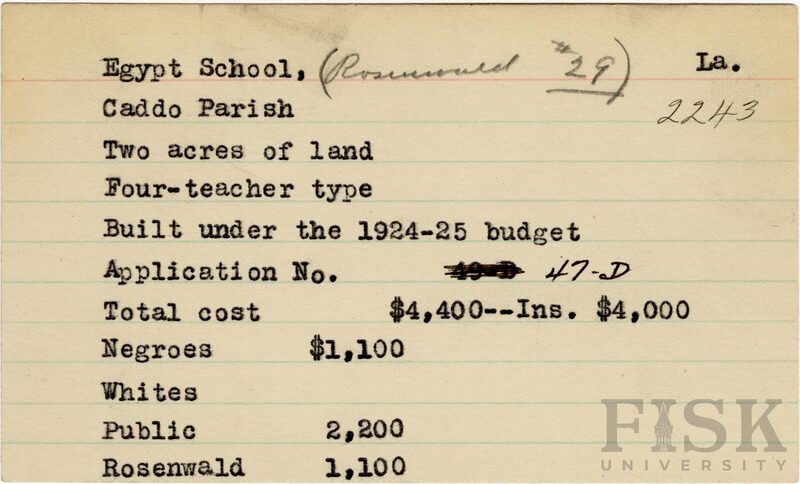 Egypt School, (Rosenwald #29) La.
Caddo Parish 2243
Two acres of land
Four-teacher type
Built under the 1924-25 budget
Application No. 49-D 47-D
Total cost $4,400--Ins. $4,000
Negroes $1,100
Whites
Public 2,200
Rosenwald 1,100
FISK
UNIVERSITY